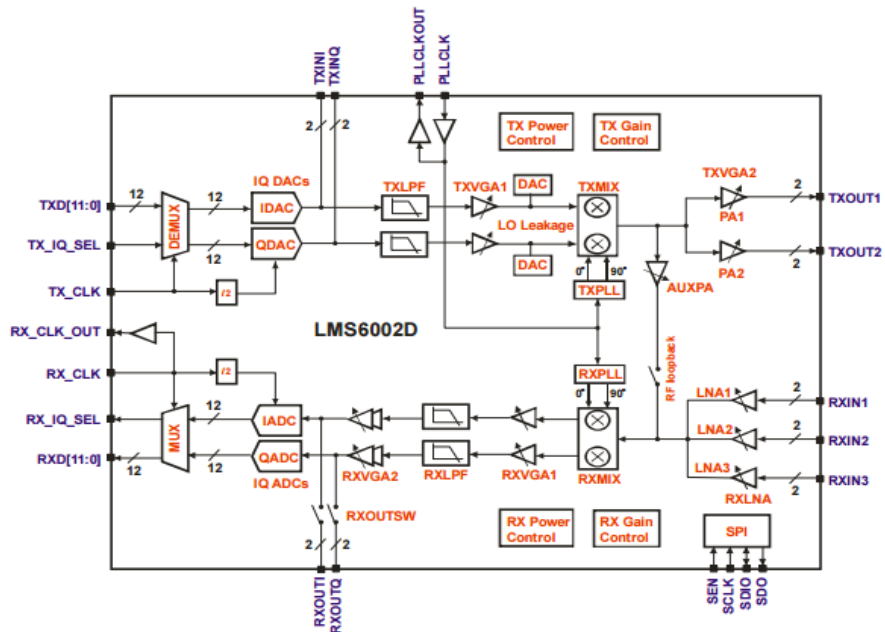 TXINI
TXINQ
PLLCLKOUT
PLLCLK
2
2
TX Power
Control
TX Gain
Control
TXD[11:0]
12
DEMUX
12
IQ DACs
IDAC
TXLPF
TXVGA1
DAC
TXMIX
TXVGA2
PA1
2
TXOUT1
TX_IQ_SEL
12
QDAC
LO Leakage
DAC
0°
90°
TXPLL
AUXPA
PA2
2
TXOUT2
TX_CLK
/2
RX_CLK_OUT
LMS6002D
RX_CLK
/2
RXPLL
0°
90°
RF loopback
LNA1
2
RXIN1
RX_IQ_SEL
MUX
12
IADC
LNA2
2
RXIN2
RXD[11:0]
12
12
QADC
IQ ADCs
RXVGA2
RXLPF
RXVGA1
RXMIX
LNA3
RXLNA
2
RXIN3
RXOUTSW
2
2
RX Power
Control
RX Gain
Control
SPI
RXOUTI
RXOUTQ
SEN
SCLK
SDIO
SDO